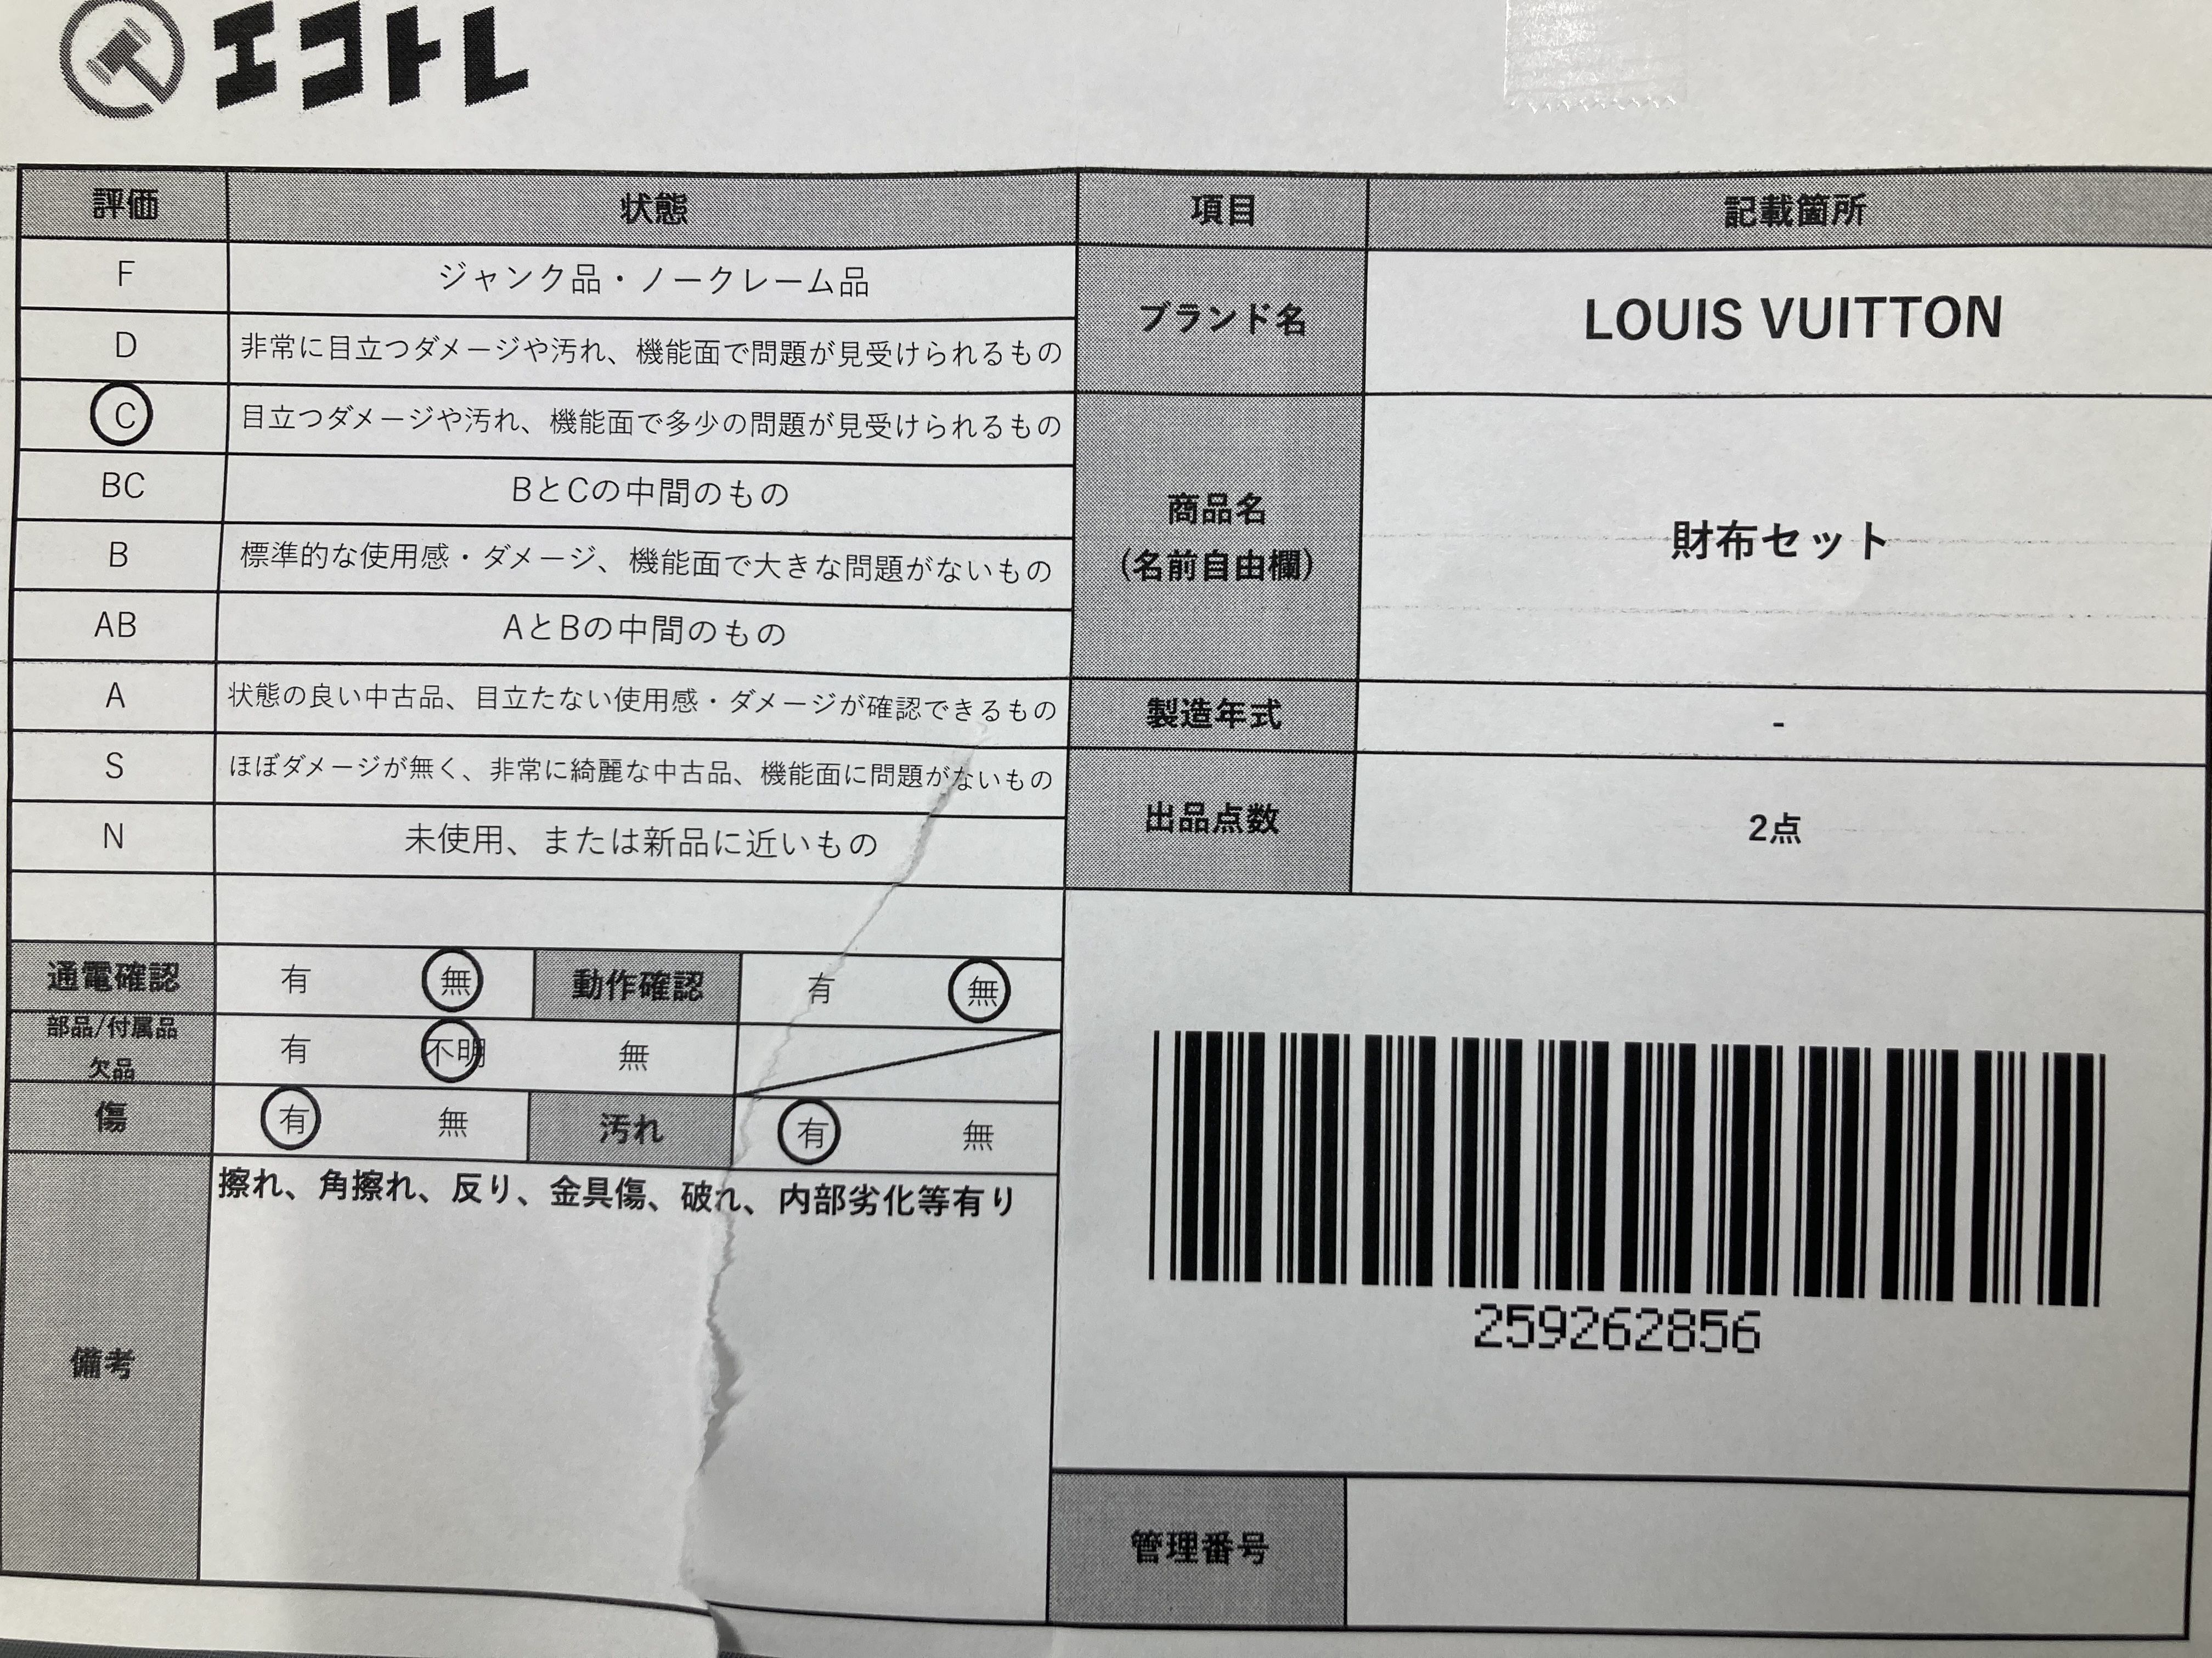 エコトレ
評価 状態 項目 記載箇所
F ジャンク品・ノークレーム品
D 非常に目立つダメージや汚れ、機能面で問題が見受けられるもの
C 目立つダメージや汚れ、機能面で多少の問題が見受けられるもの
BC BとCの中間のもの
B 標準的な使用感・ダメージ、機能面で大きな問題がないもの
AB AとBの中間のもの
A 状態の良い中古品、目立たない使用感・ダメージが確認できるもの
S ほぼダメージが無く、非常に綺麗な中古品、機能面に問題がないもの
N 未使用、または新品に近いもの
ブランド名 LOUIS VUITTON
商品名
(名前自由欄)
財布セット
製造年式 -
出品点数 2点
通電確認 有 無 動作確認 有 無
部品/付属品
欠品
有 不明 無
傷 有 無 汚れ 有 無
備考
擦れ、角擦れ、反り、金具傷、破れ、内部劣化等有り
259262856
管理番号